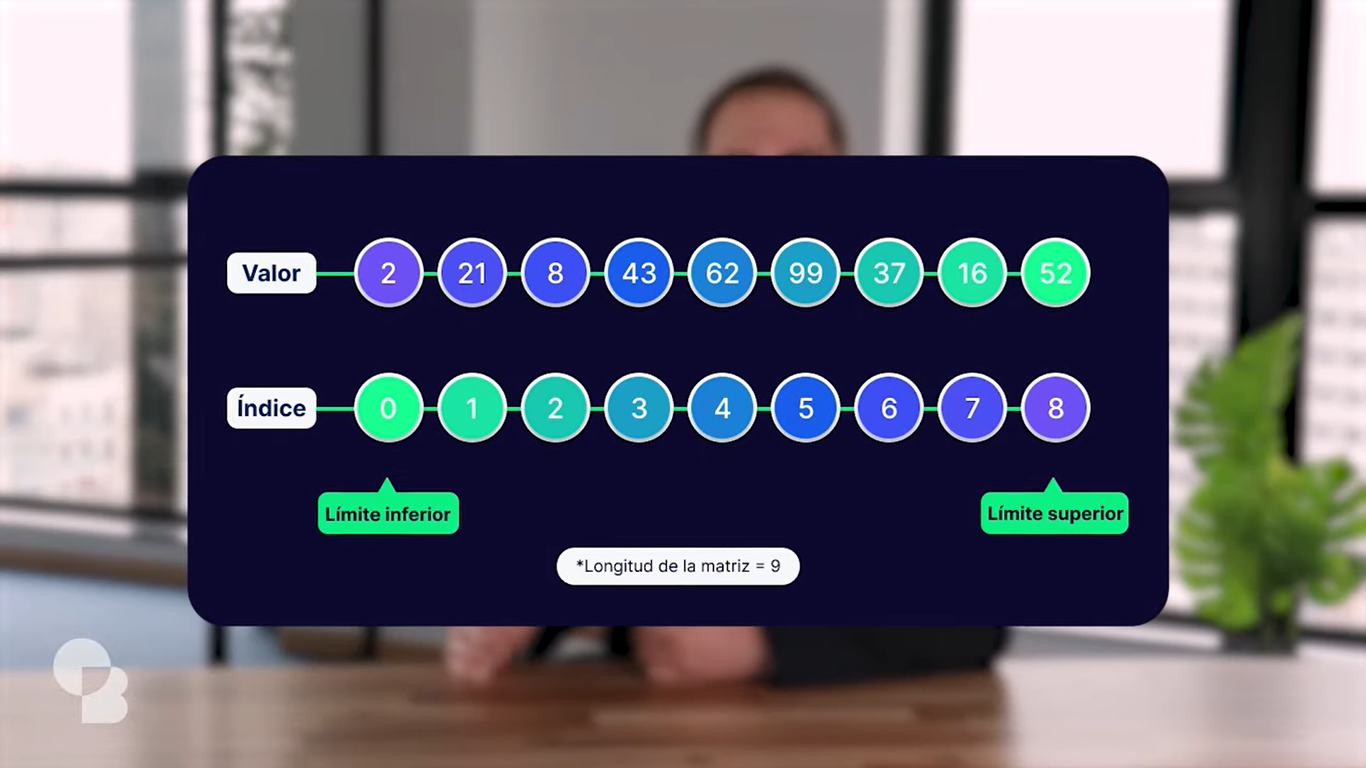 Valor 2 21 8 43 62 99 37 16 52
Índice 0 1 2 3 4 5 6 7 8
Límite inferior Límite superior
*Longitud de la matriz = 9
B